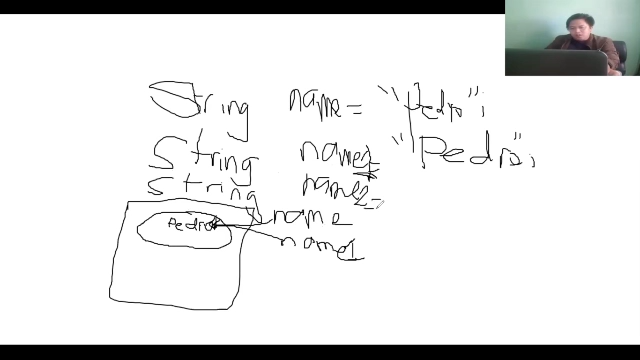 String name = "Pedro";
String name1= "Pedro";
String name2=
Pedro name
name1